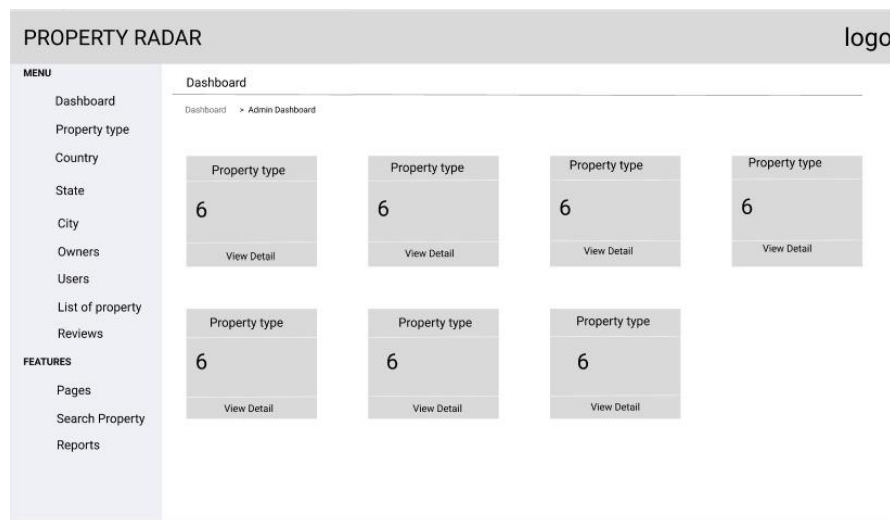 PROPERTY RADAR
logo
MENU
Dashboard
Property type
Country
State
City
Owners
Users
List of property
Reviews
FEATURES
Pages
Search Property
Reports
Dashboard
Dashboard > Admin Dashboard
Property type
6
View Detail
Property type
6
View Detail
Property type
6
View Detail
Property type
6
View Detail
Property type
6
View Detail
Property type
6
View Detail
Property type
6
View Detail